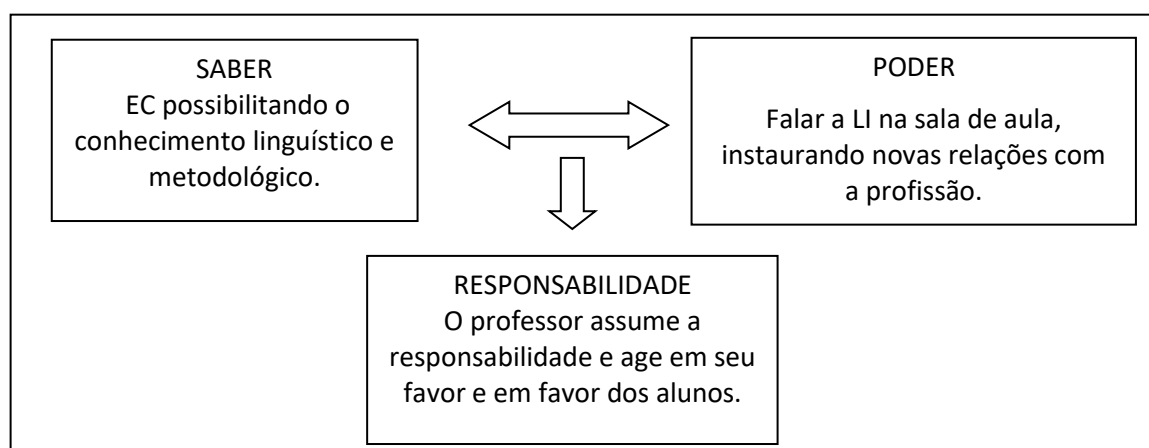 SABER
EC possibilitando o
conhecimento linguístico e
metodológico.
PODER
Falar a LI na sala de aula,
instaurando novas relações com
a profissão.
RESPONSABILIDADE
O professor assume a
responsabilidade e age em seu
favor e em favor dos alunos.